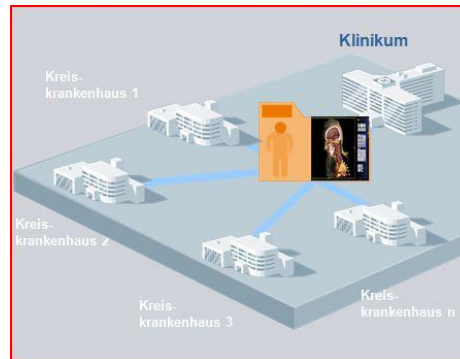 Klinikum
Kreis-
krankenhaus 1
Kreis-
krankenhaus 2
Kreis-
krankenhaus 3
Kreis-
krankenhaus n